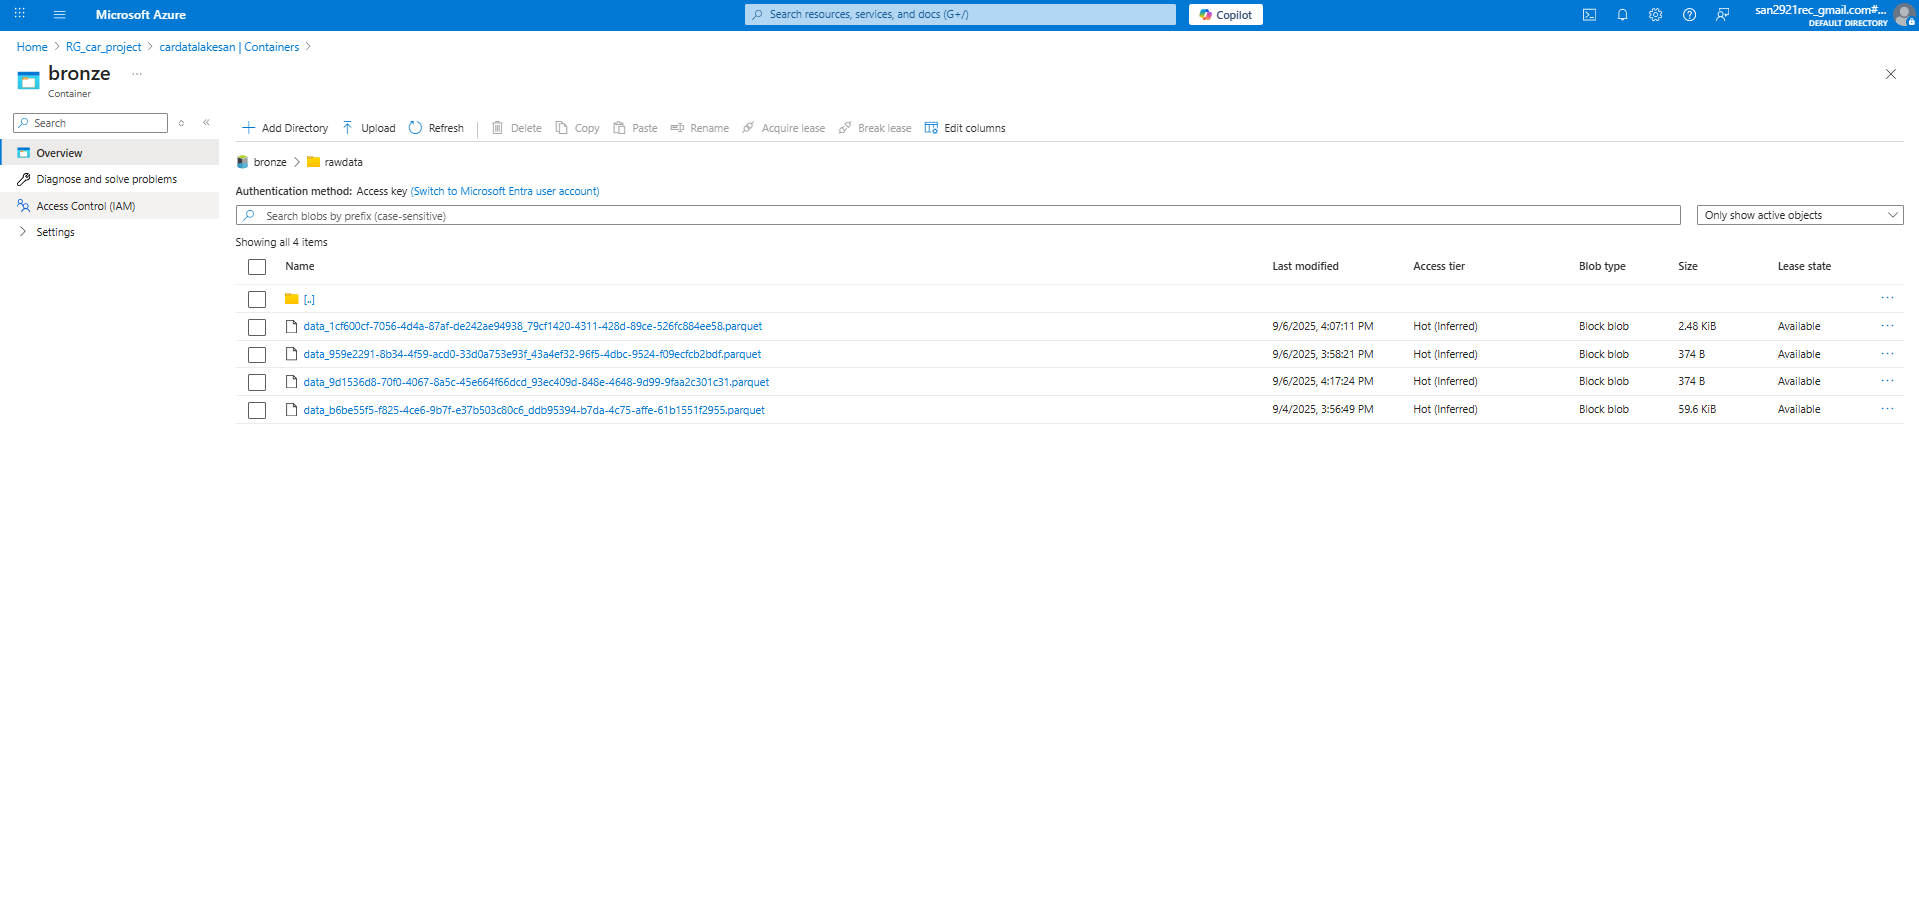 Microsoft Azure
Search resources, services, and docs (G+/)
Copilot
san2921rec_gmail.com#...
DEFAULT DIRECTORY
Home > RG_car_project > cardatalakesan | Containers >
bronze ...
Container
Search
Overview
Diagnose and solve problems
Access Control (IAM)
Settings
Add Directory Upload Refresh Delete Copy Paste Rename Acquire lease Break lease Edit columns
bronze > rawdata
Authentication method: Access key (Switch to Microsoft Entra user account)
Search blobs by prefix (case-sensitive)
Only show active objects
Showing all 4 items
Name Last modified Access tier Blob type Size Lease state
[..]
data_1cf600cf-7056-4d4a-87af-de242ae94938_79cf1420-4311-428d-89ce-526fc884ee58.parquet 9/6/2025, 4:07:11 PM Hot (Inferred) Block blob 2.48 KiB Available
data_959e2291-8b34-4f59-acd0-33d0a753e93f_43a4ef32-96f5-4dbc-9524-f09ecfcb2bdf.parquet 9/6/2025, 3:58:21 PM Hot (Inferred) Block blob 374 B Available
data_9d1536d8-70f0-4067-8a5c-45e664f66dcd_93ec409d-848e-4648-9d99-9faa2c301c31.parquet 9/6/2025, 4:17:24 PM Hot (Inferred) Block blob 374 B Available
data_b6be55f5-f825-4ce6-9b7f-e37b503c80c6_ddb95394-b7da-4c75-affe-61b1551f2955.parquet 9/4/2025, 3:56:49 PM Hot (Inferred) Block blob 59.6 KiB Available